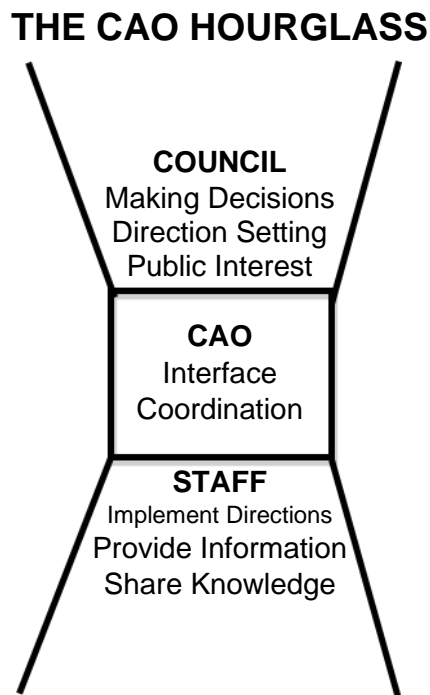 THE CAO HOURGLASS
COUNCIL
Making Decisions
Direction Setting
Public Interest
CAO
Interface
Coordination
STAFF
Implement Directions
Provide Information
Share Knowledge